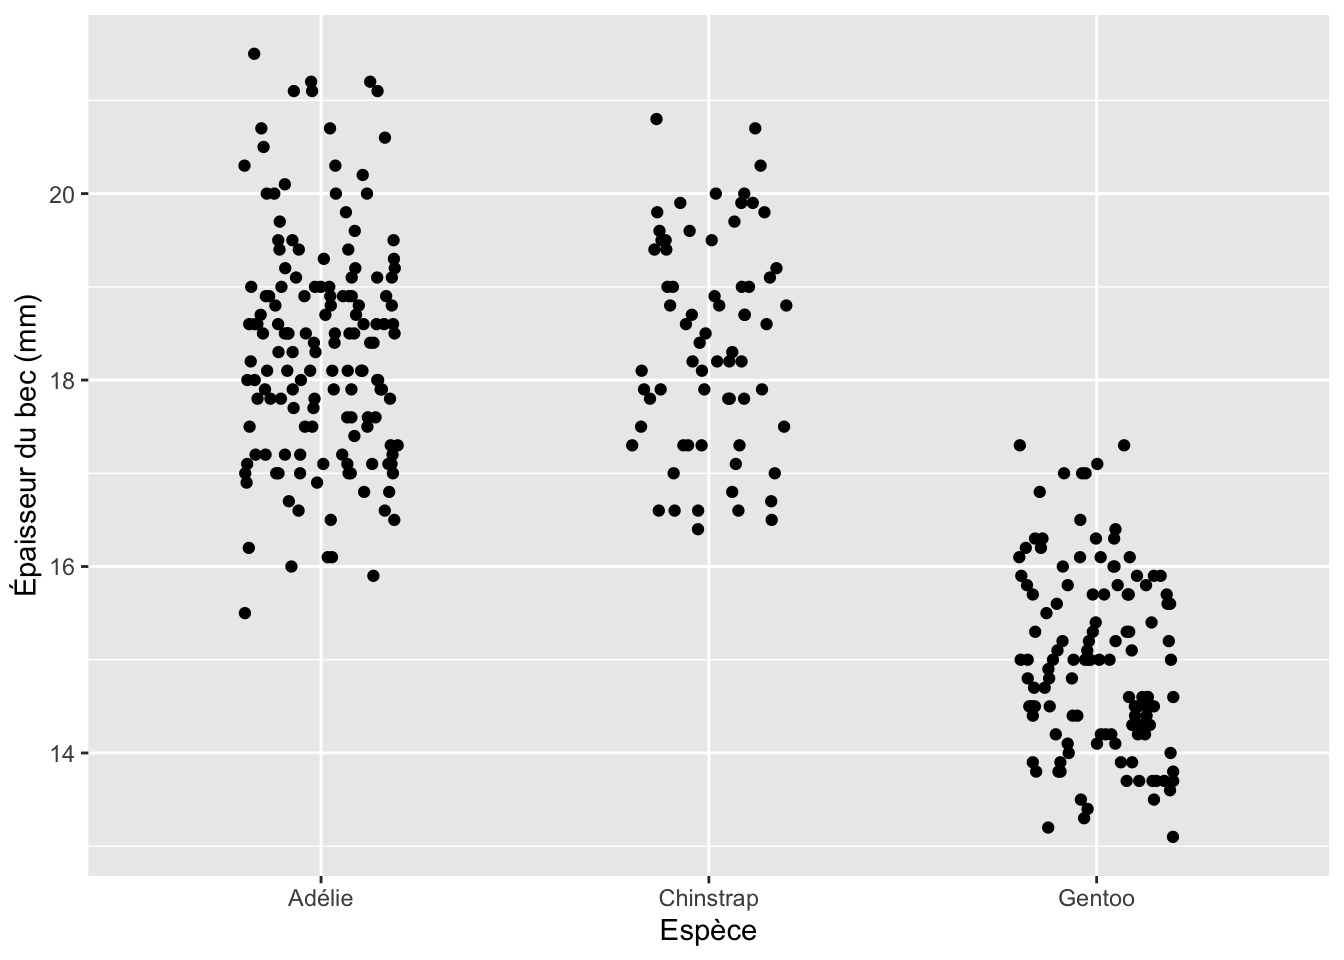 Épaisseur du bec (mm)
20
18
16
14
Adélie
Chinstrap
Gentoo
Espèce